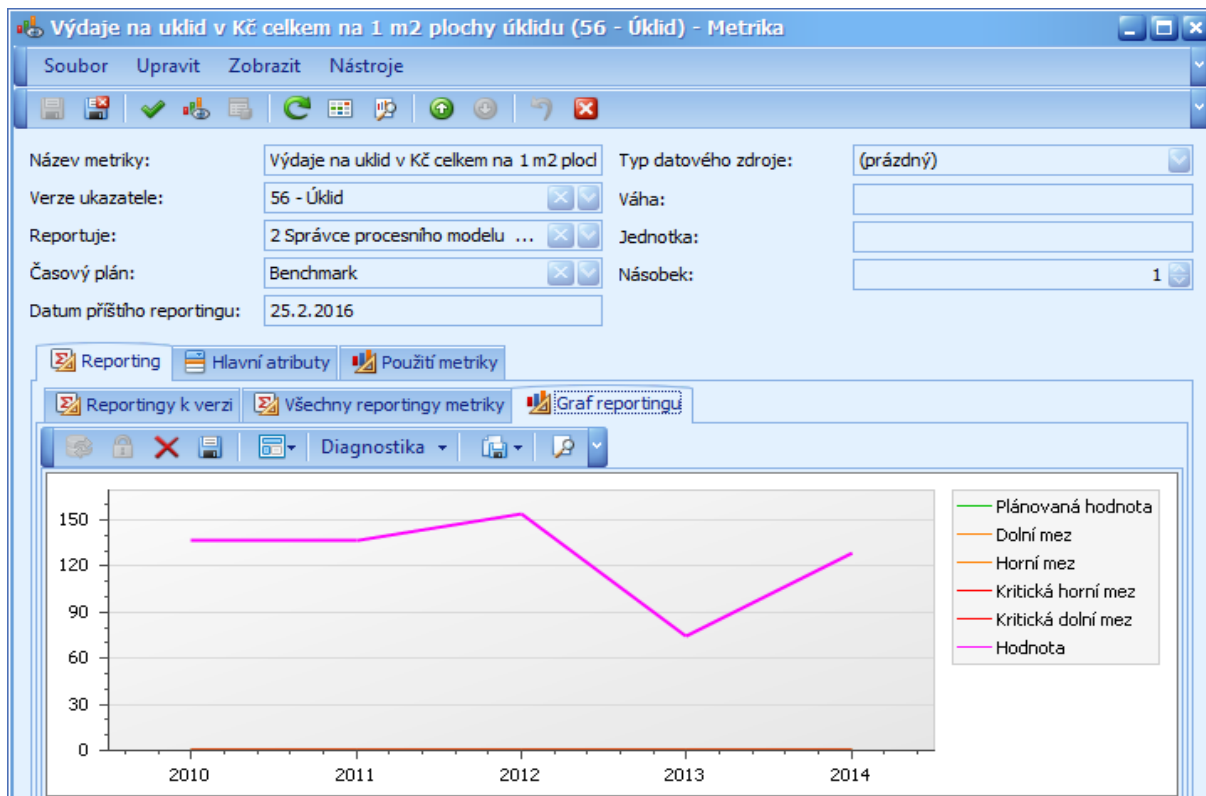 Výdaje na uklid v Kč celkem na 1 m2 plochy úklidu (56 - Úklid) - Metrika
Soubor Upravit Zobrazit Nástroje
Název metriky: Výdaje na uklid v Kč celkem na 1 m2 ploch Typ datového zdroje: (prázdný)
Verze ukazatele: 56 - Úklid Váha:
Reportuje: 2 Správce procesního modelu ... Jednotka:
Časový plán: Benchmark Násobek: 1
Datum příštího reportingu: 25.2.2016
Reporting Hlavní atributy Použití metriky
Reportingy k verzi Všechny reportingy metriky Graf reportingu
Diagnostika
150
120
90
60
30
0
2010 2011 2012 2013 2014
Plánovaná hodnota
Dolní mez
Horní mez
Kritická horní mez
Kritická dolní mez
Hodnota